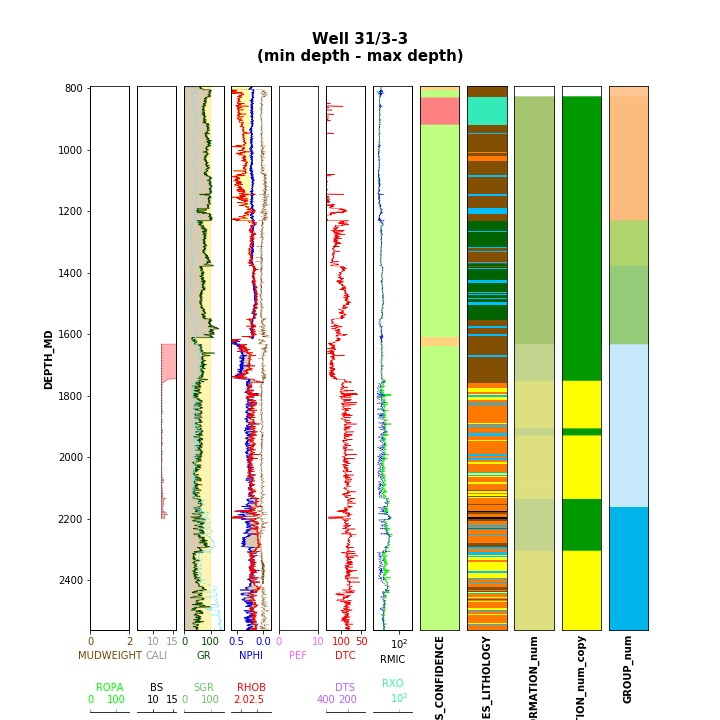 Well 31/3-3
(min depth - max depth)
800
1000
1200
1400
1600
1800
2000
2200
2400
DEPTH_MD
0 2
MUDWEIGHT
10 15
CALI
0 100
GR
0.5 0.0
NPHI
0 10
PEF
100 50
DTC
10²
RMIC
ROPA
0 100
BS
10 15
SGR
0 100
RHOB
2.0 2.5
DTS
400 200
RXO
10²
S_CONFIDENCE
ES_LITHOLOGY
RMATION_num
TION_num_copy
GROUP_num